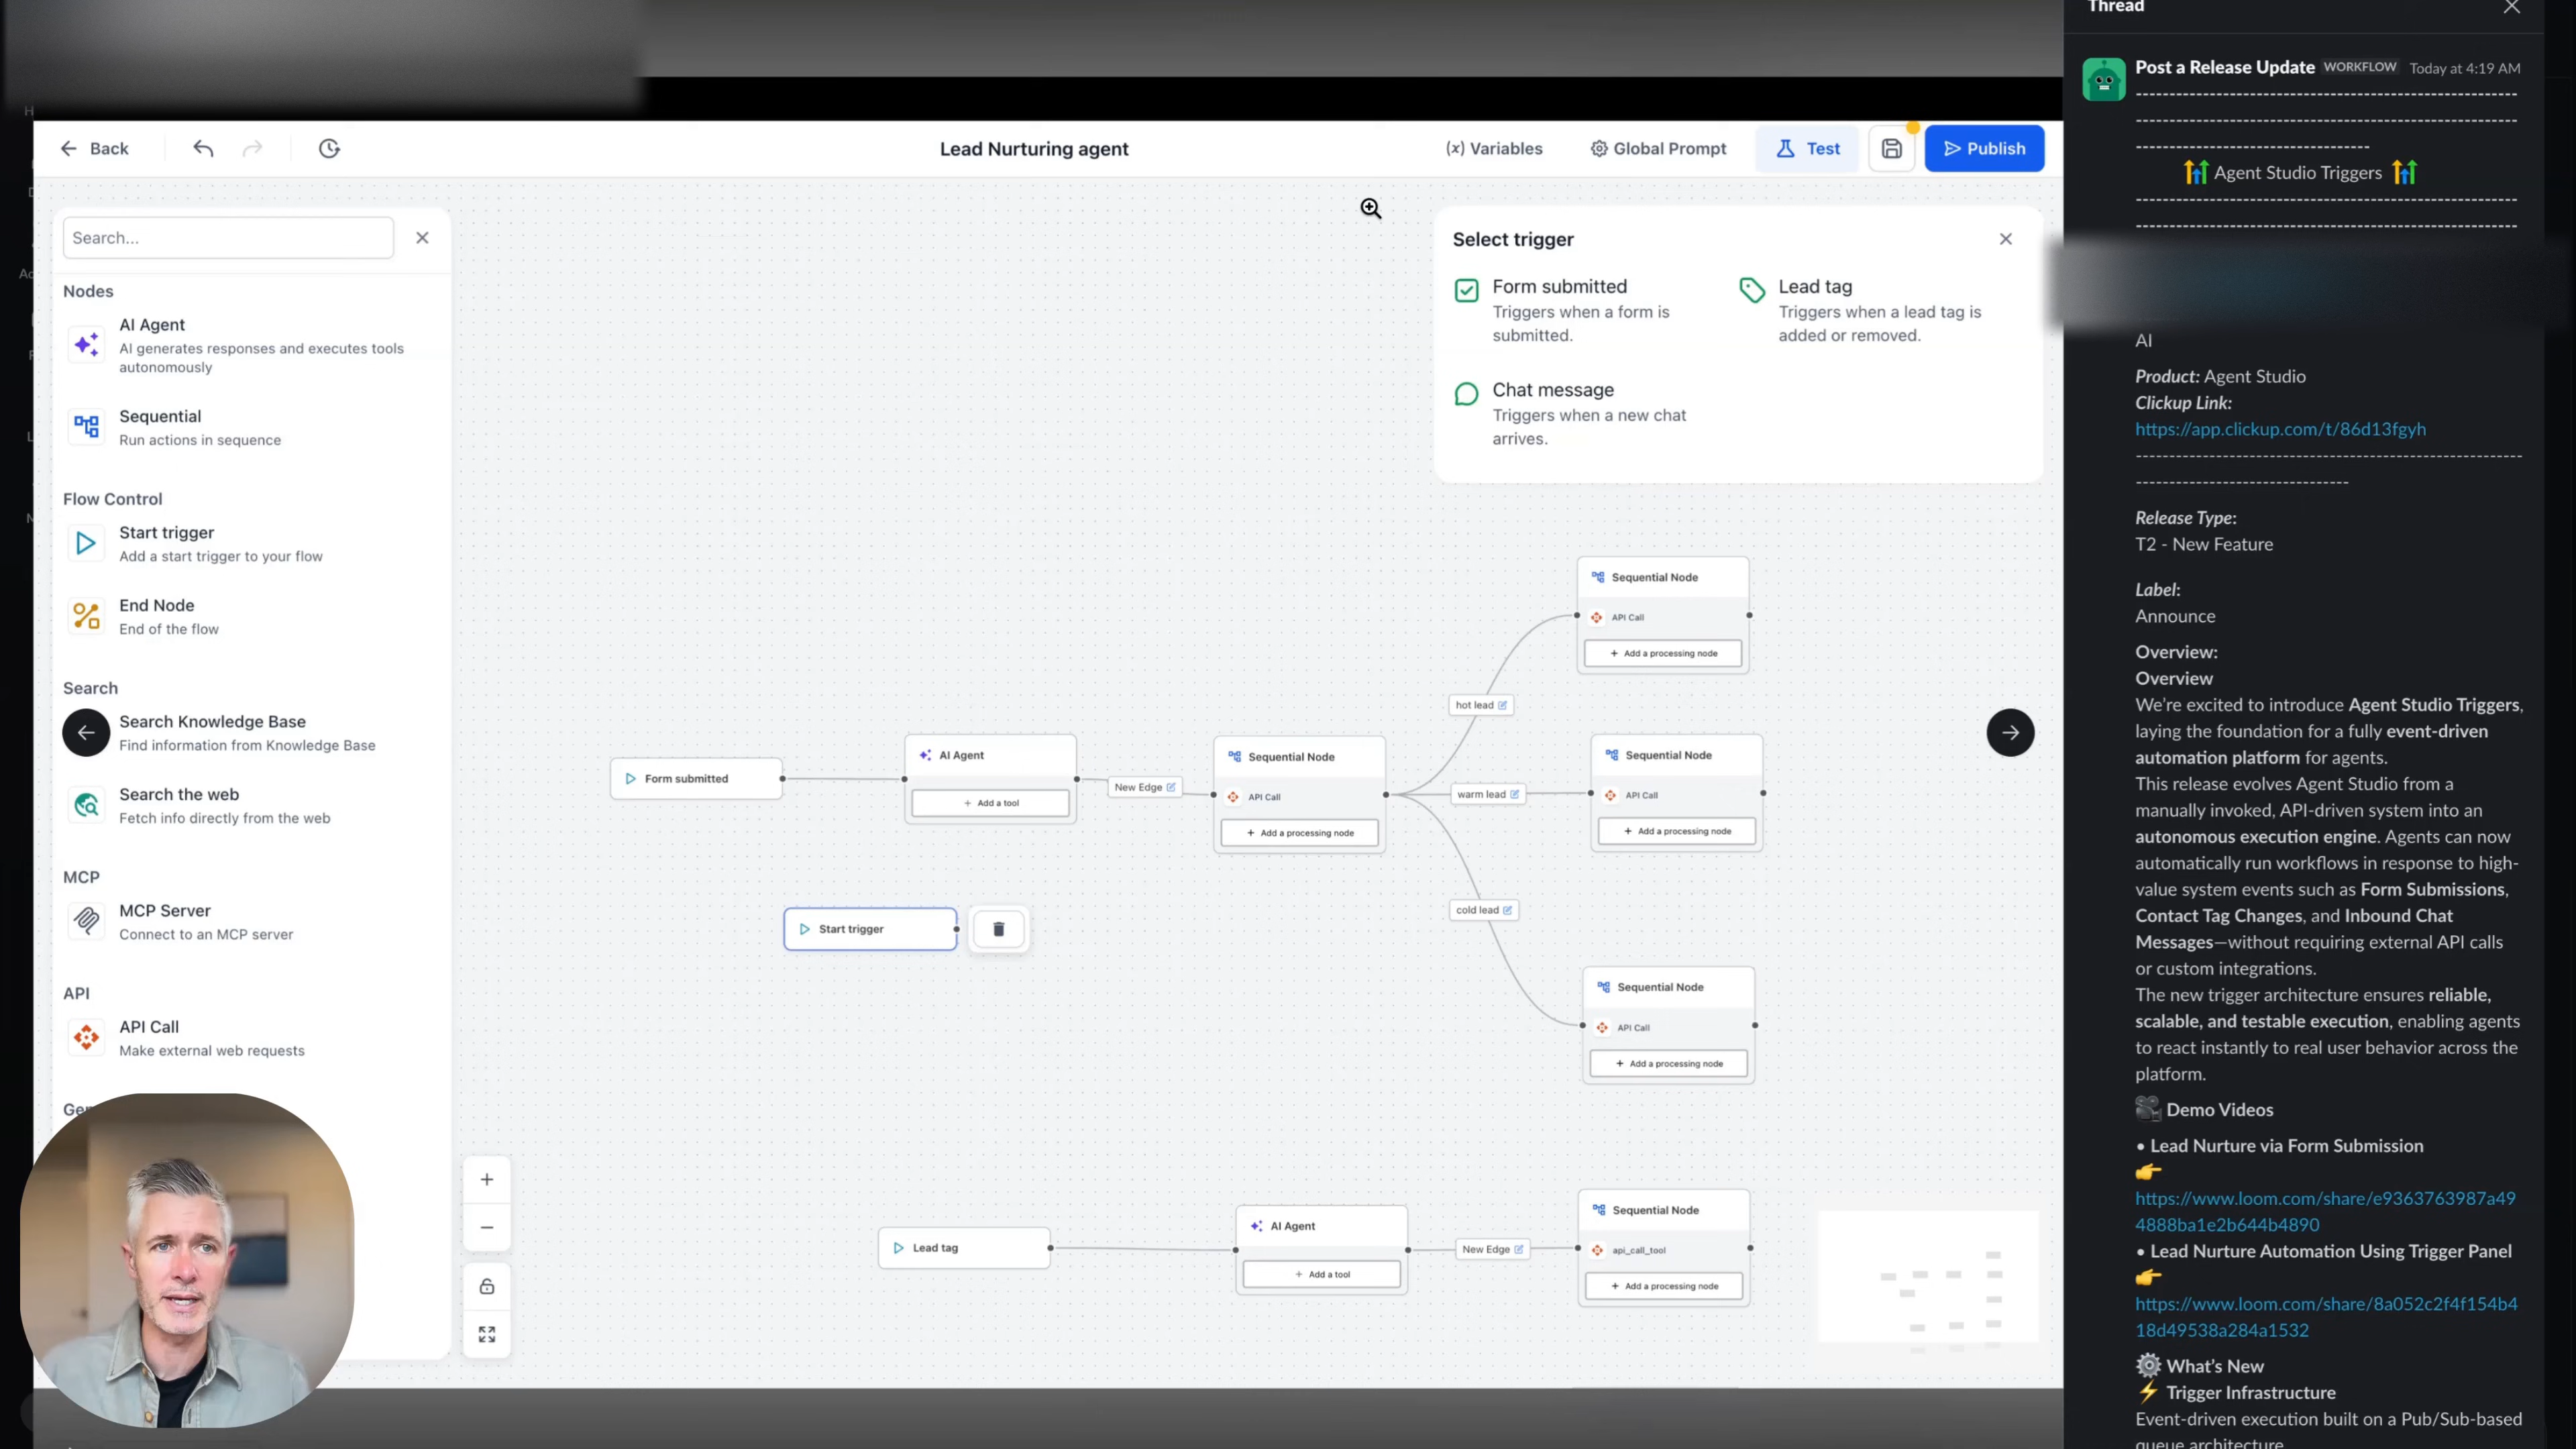 Back
Lead Nurturing agent
(x) Variables
Global Prompt
Test
Publish
Search...
Nodes
AI Agent
AI generates responses and executes tools
autonomously
Sequential
Run actions in sequence
Flow Control
Start trigger
Add a start trigger to your flow
End Node
End of the flow
Search
Search Knowledge Base
Find information from Knowledge Base
Search the web
Fetch info directly from the web
MCP
MCP Server
Connect to an MCP server
API
API Call
Make external web requests
Select trigger
Form submitted
Triggers when a form is
submitted.
Lead tag
Triggers when a lead tag is
added or removed.
Chat message
Triggers when a new chat
arrives.
Form submitted
AI Agent
+ Add a tool
New Edge
Sequential Node
API Call
+ Add a processing node
hot lead
warm lead
cold lead
Sequential Node
API Call
+ Add a processing node
Sequential Node
API Call
+ Add a processing node
Sequential Node
API Call
+ Add a processing node
Start trigger
Lead tag
AI Agent
+ Add a tool
New Edge
Sequential Node
api_call_tool
+ Add a processing node
Thread
Post a Release Update WORKFLOW Today at 4:19 AM
Agent Studio Triggers
AI
Product: Agent Studio
Clickup Link:
https://app.clickup.com/t/86d13fgyh
Release Type:
T2 - New Feature
Label:
Announce
Overview:
Overview
We're excited to introduce Agent Studio Triggers,
laying the foundation for a fully event-driven
automation platform for agents.
This release evolves Agent Studio from a
manually invoked, API-driven system into an
autonomous execution engine. Agents can now
automatically run workflows in response to high-
value system events such as Form Submissions,
Contact Tag Changes, and Inbound Chat
Messages—without requiring external API calls
or custom integrations.
The new trigger architecture ensures reliable,
scalable, and testable execution, enabling agents
to react instantly to real user behavior across the
platform.
Demo Videos
• Lead Nurture via Form Submission
https://www.loom.com/share/e9363763987a49
4888ba1e2b644b4890
• Lead Nurture Automation Using Trigger Panel
https://www.loom.com/share/8a052c2f4f154b4
18d49538a284a1532
What's New
Trigger Infrastructure
Event-driven execution built on a Pub/Sub-based
queue architecture